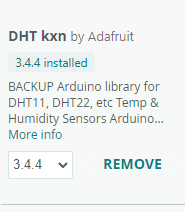 DHT kxn by Adafruit
3.4.4 installed
BACKUP Arduino library for
DHT11, DHT22, etc Temp &
Humidity Sensors Arduino...
More info
3.4.4 REMOVE